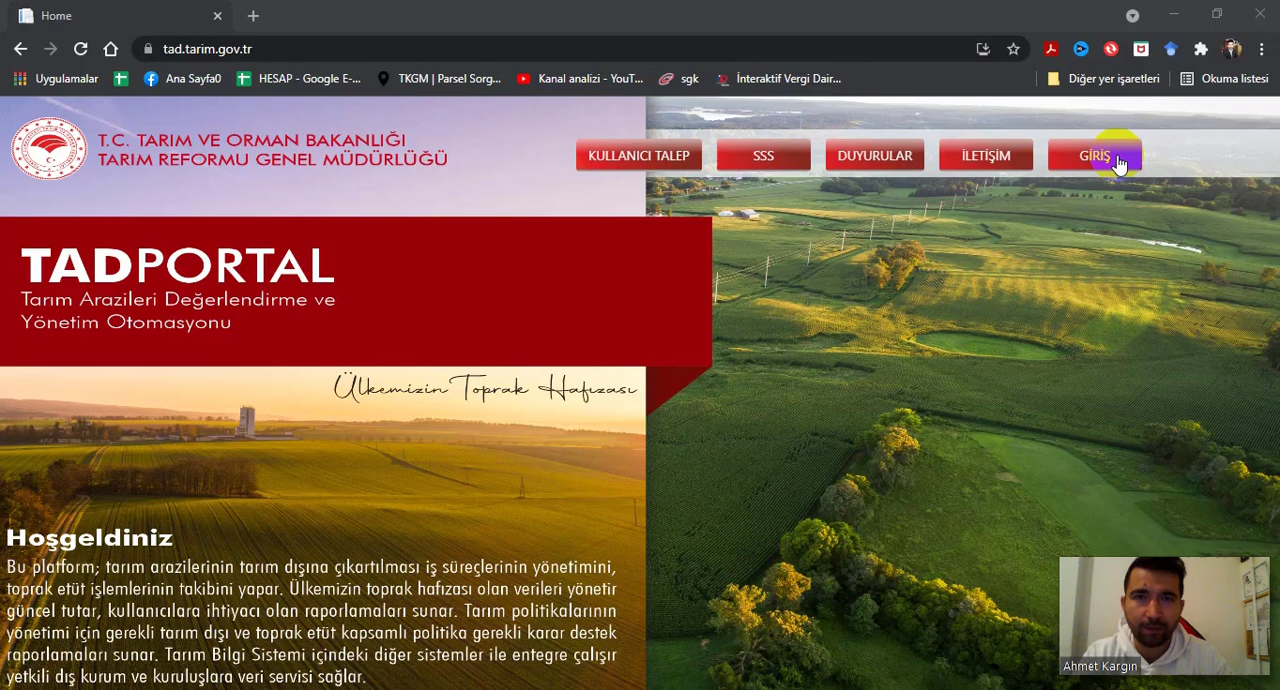 Home
tad.tarim.gov.tr
Uygulamalar
Ana Sayfa0
HESAP - Google E-...
TKGM | Parsel Sorg...
Kanal analizi - YouT...
sgk
İnteraktif Vergi Dair...
Diğer yer işaretleri
Okuma listesi
T.C. TARIM VE ORMAN BAKANLIĞI
TARIM REFORMU GENEL MÜDÜRLÜĞÜ
KULLANICI TALEP
SSS
DUYURULAR
İLETİŞİM
GİRİŞ
TADPORTAL
Tarım Arazileri Değerlendirme ve
Yönetim Otomasyonu
Ülkemizin Toprak Hafızası
Hoşgeldiniz
Bu platform; tarım arazilerinin tarım dışına çıkartılması iş süreçlerinin yönetimini,
toprak etüt işlemlerinin takibini yapar. Ülkemizin toprak hafızası olan verileri yönetir
güncel tutar, kullanıcılara ihtiyacı olan raporlamaları sunar. Tarım politikalarının
yönetimi için gerekli tarım dışı ve toprak etüt kapsamlı politika gerekli karar destek
raporlamaları sunar. Tarım Bilgi Sistemi içindeki diğer sistemler ile entegre çalışır
yetkili dış kurum ve kuruluşlara veri servisi sağlar.
Ahmet Kargın